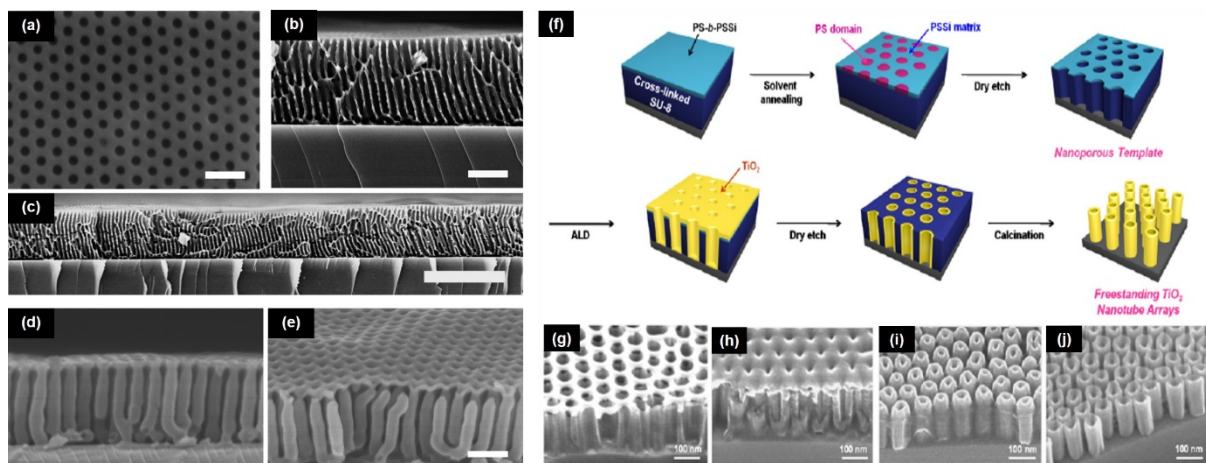 (a)
(b)
(c)
(d)
(e)
(f)
PS-b-PSSi
Cross-linked
SU-8
Solvent
annealing
PS domain
PSSi matrix
Dry etch
Nanoporous Template
ALD
TiO₂
Dry etch
Calcination
Freestanding TiO₂
Nanotube Arrays
(g)
100 nm
(h)
100 nm
(i)
100 nm
(j)
100 nm